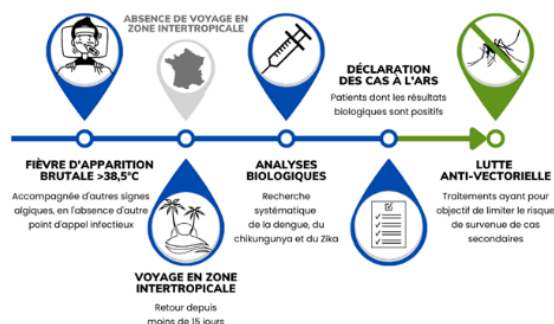 ABSENCE DE VOYAGE EN
ZONE INTERTROPICALE
DÉCLARATION
DES CAS À L'ARS
Patients dont les résultats
biologiques sont positifs
FIÈVRE D'APPARITION
BRUTALE >38,5°C
Accompagnée d'autres signes
algiques, en l'absence d'autre
point d'appel infectieux
VOYAGE EN ZONE
INTERTROPICALE
Retour depuis
moins de 15 jours
ANALYSES
BIOLOGIQUES
Recherche
systématique
de la dengue, du
chikungunya et du Zika
LUTTE
ANTI-VECTORIELLE
Traitements ayant pour
objectif de limiter le risque
de survenue de cas
secondaires